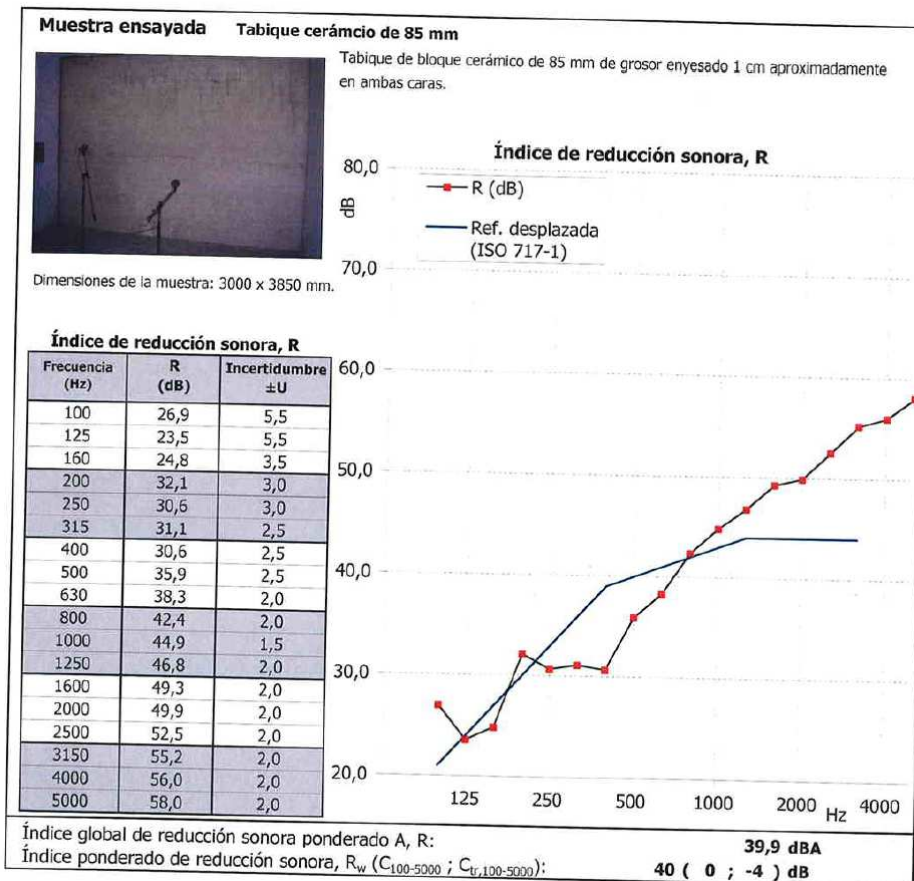 Muestra ensayada Tabique cerámcio de 85 mm
Tabique de bloque cerámico de 85 mm de grosor enyesado 1 cm aproximadamente
en ambas caras.
Dimensiones de la muestra: 3000 x 3850 mm.
Índice de reducción sonora, R
80,0
dB
R (dB)
Ref. desplazada
(ISO 717-1)
70,0
60,0
50,0
40,0
30,0
20,0
125 250 500 1000 2000 Hz 4000
Índice de reducción sonora, R
Frecuencia (Hz) R (dB) Incertidumbre ±U
100 26,9 5,5
125 23,5 5,5
160 24,8 3,5
200 32,1 3,0
250 30,6 3,0
315 31,1 2,5
400 30,6 2,5
500 35,9 2,5
630 38,3 2,0
800 42,4 2,0
1000 44,9 1,5
1250 46,8 2,0
1600 49,3 2,0
2000 49,9 2,0
2500 52,5 2,0
3150 55,2 2,0
4000 56,0 2,0
5000 58,0 2,0
Índice global de reducción sonora ponderado A, R: 39,9 dBA
Índice ponderado de reducción sonora, Rw (C100-5000 ; Ctr,100-5000): 40 ( 0 ; -4 ) dB